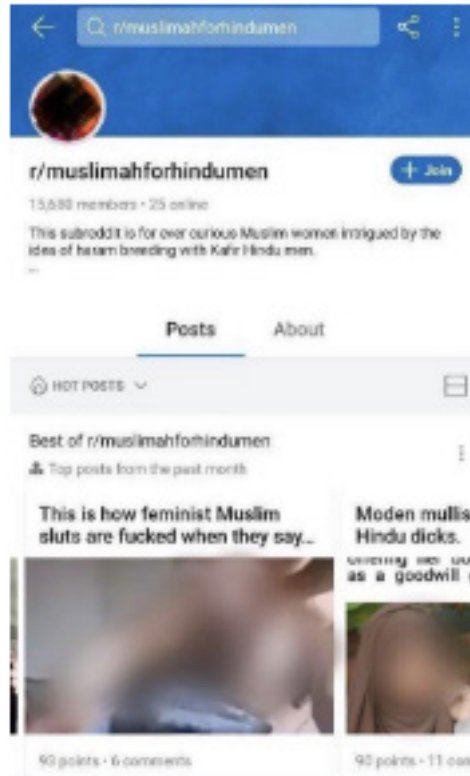 r/muslimahforhindumen
r/muslimahforhindumen
+ Join
15,680 members • 25 online
This subreddit is for ever curious Muslim women intrigued by the
idea of haram breeding with Kafir Hindu men.
...
Posts
About
HOT POSTS
Best of r/muslimahforhindumen
Top posts from the past month
This is how feminist Muslim
sluts are fucked when they say...
Moden mullis
Hindu dicks.
as a goodwill
93 points • 6 comments
90 points • 11 com